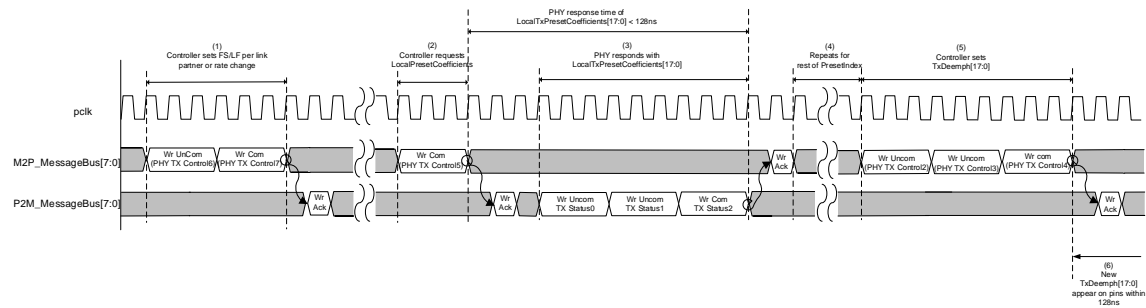 PHY response time of
LocalTxPresetCoefficients[17:0] < 128ns
(1)
Controller sets FS/LF per link
partner or rate change
(2)
Controller requests
LocalPresetCoefficients
(3)
PHY responds with
LocalTxPresetCoefficients[17:0]
(4)
Repeats for
rest of PresetIndex
(5)
Controller sets
TxDeemph[17:0]
pclk
M2P_MessageBus[7:0]
Wr UnCom
(PHY TX Control6)
Wr Com
(PHY TX Control7)
Wr Com
(PHY TX Control5)
Wr
Ack
Wr Uncom
(PHY TX Control2)
Wr Uncom
(PHY TX Control3)
Wr com
(PHY TX Control4)
P2M_MessageBus[7:0]
Wr
Ack
Wr
Ack
Wr Uncom
TX Status0
Wr Uncom
TX Status1
Wr Com
TX Status2
Wr
Ack
(6)
New
TxDeemph[17:0]
appear on pins within
128ns